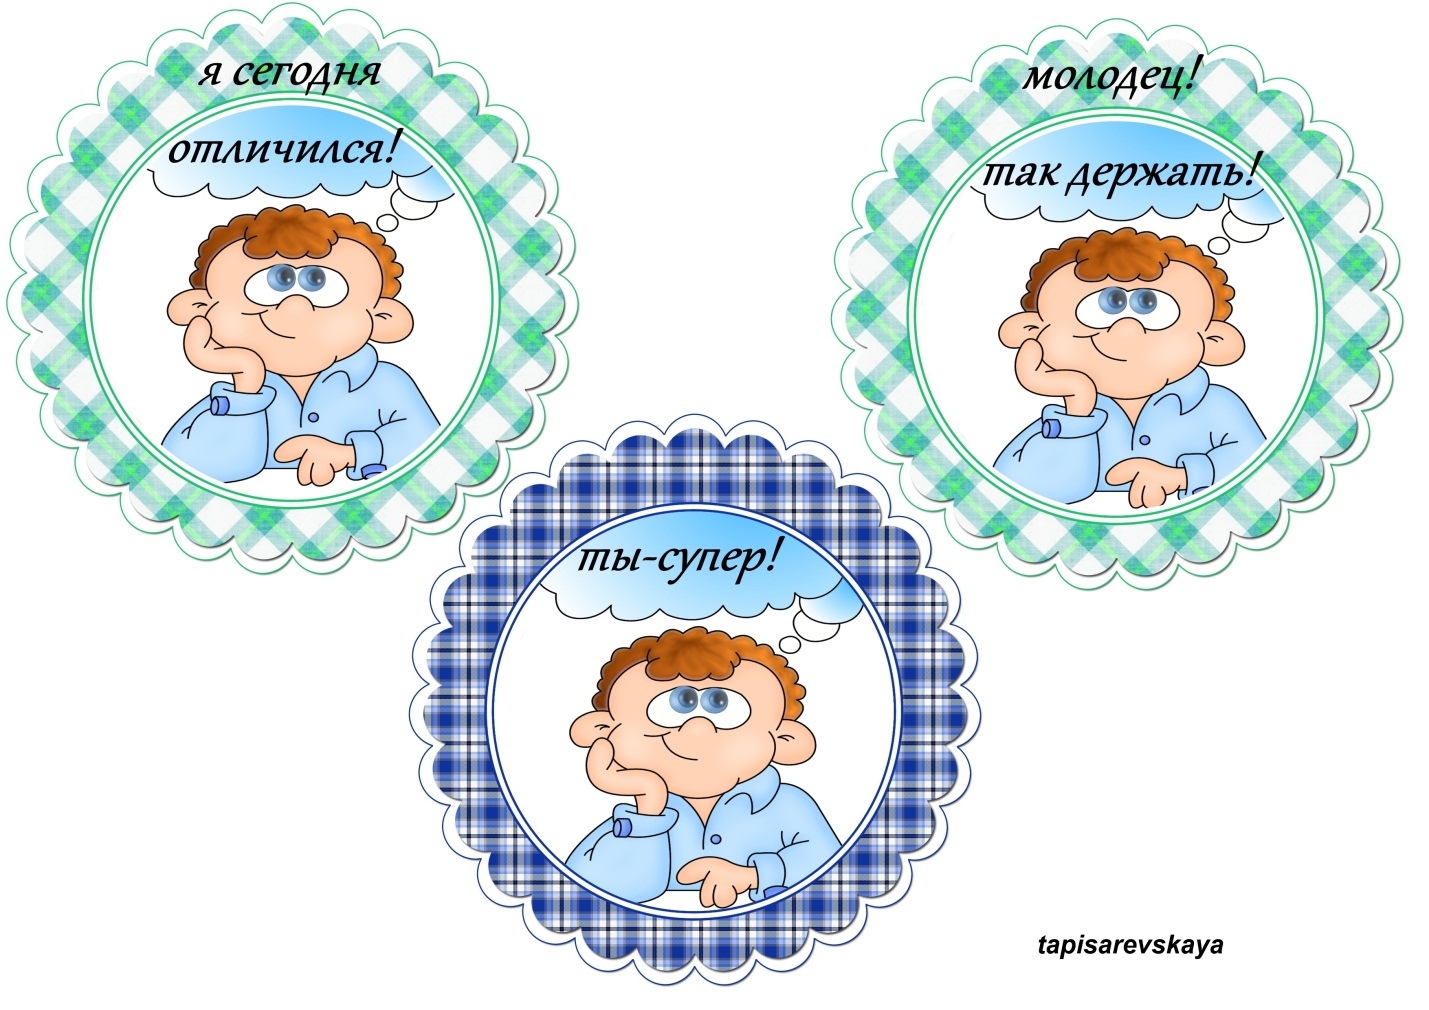 я сегодня
отличился!
молодец!
так держать!
ты-супер!
tapisarevskaya